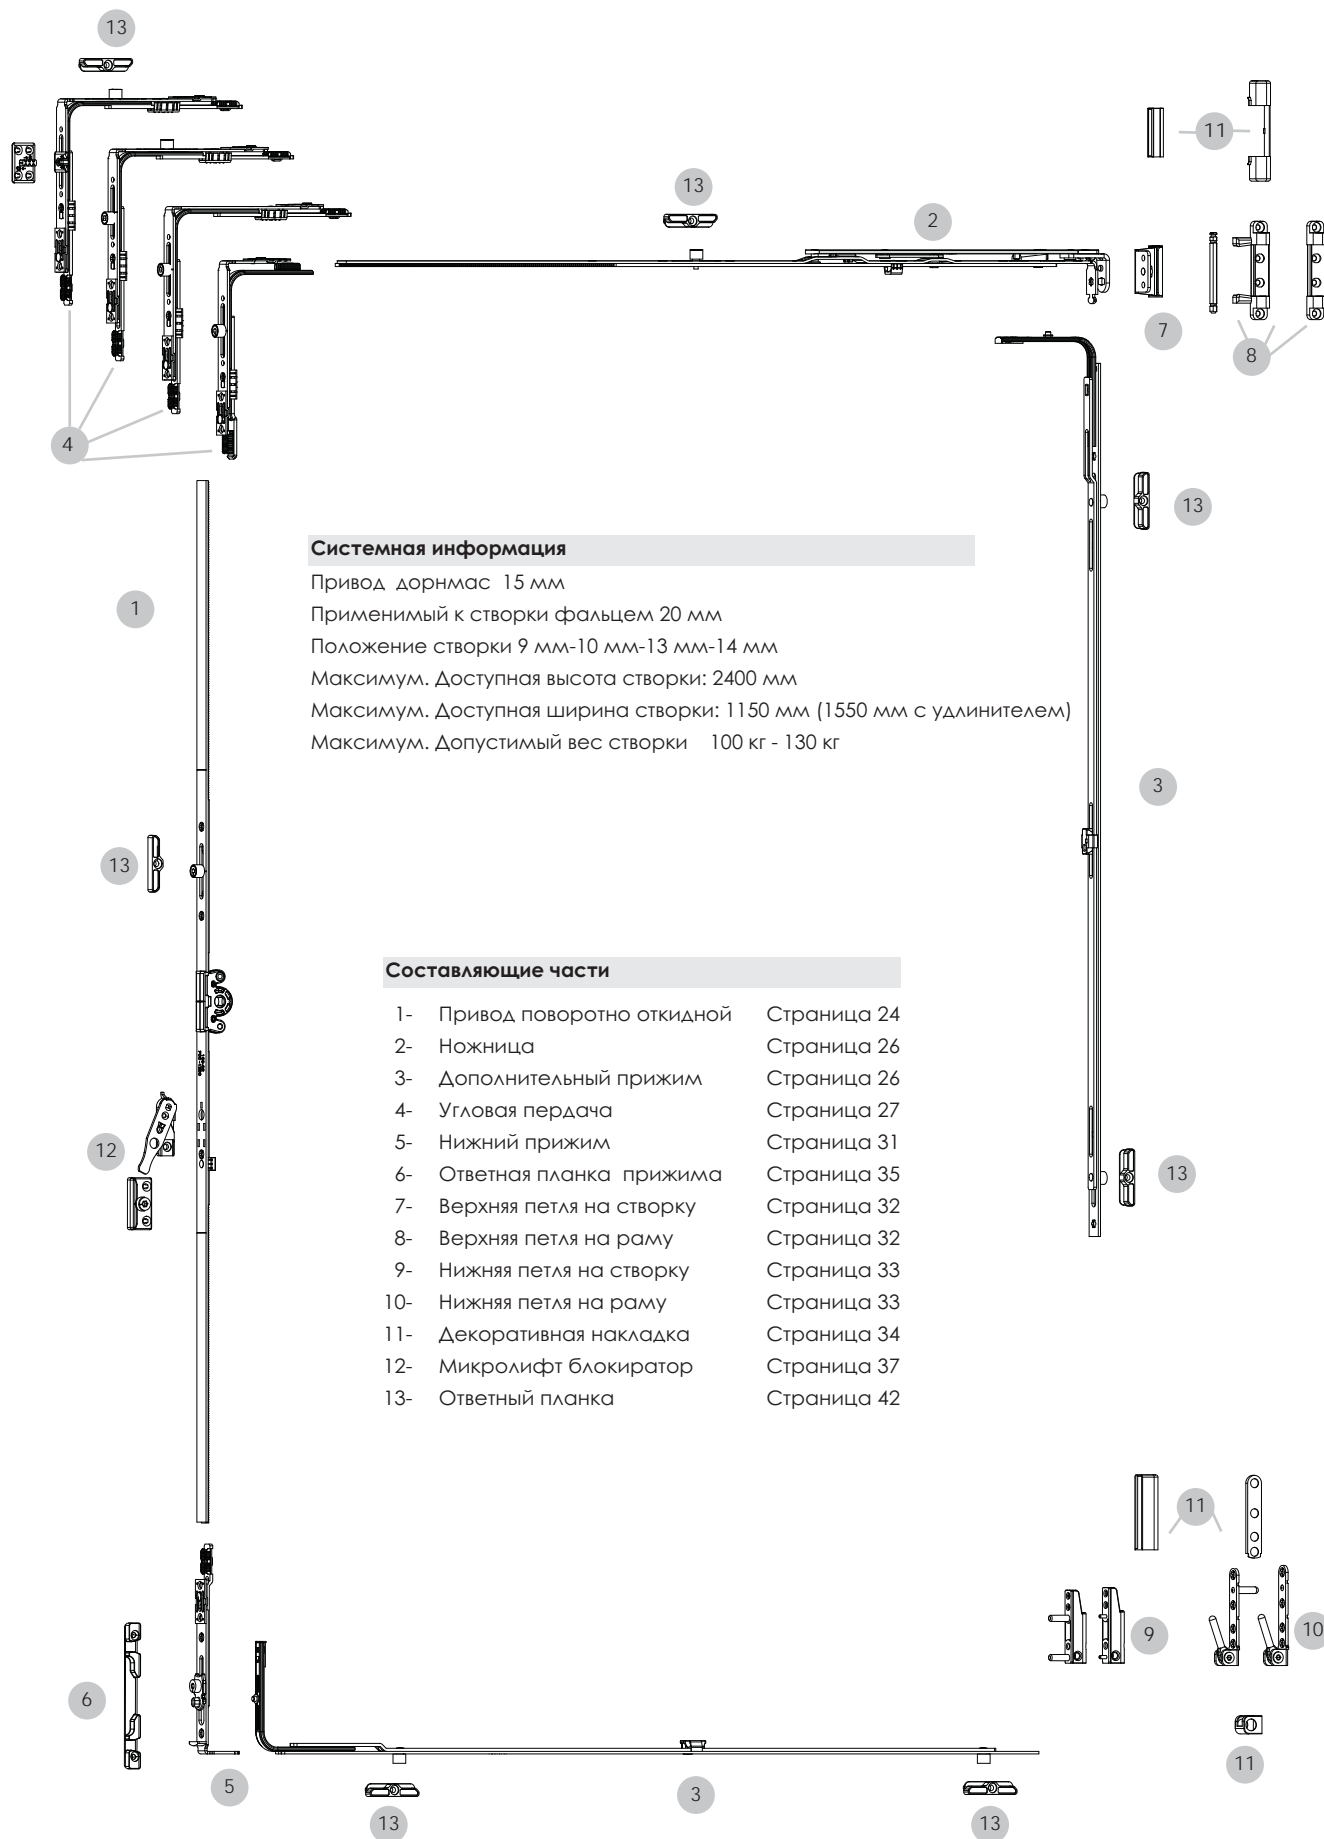 13
11
13
2
7
8
4
13
Системная информация
Привод дорнмас 15 мм
1
Применимый к створки фальцем 20 мм
Положение створки 9 мм-10 мм-13 мм-14 мм
Максимум. Доступная высота створки: 2400 мм
Максимум. Доступная ширина створки: 1150 мм (1550 мм с удлинителем)
Максимум. Допустимый вес створки 100 кг - 130 кг
3
13
Составляющие части
1- Привод поворотно откидной Страница 24
2- Ножница Страница 26
3- Дополнительный прижим Страница 26
4- Угловая пердача Страница 27
5- Нижний прижим Страница 31
12
6- Ответная планка прижима Страница 35
13
7- Верхняя петля на створку Страница 32
8- Верхняя петля на раму Страница 32
9- Нижняя петля на створку Страница 33
10- Нижняя петля на раму Страница 33
11- Декоративная накладка Страница 34
12- Микролифт блокиратор Страница 37
13- Ответный планка Страница 42
11
9
10
6
11
5
3
13
13